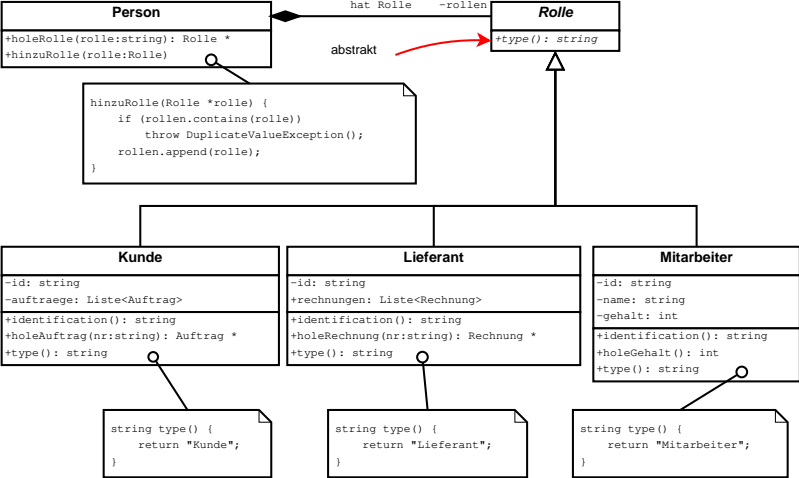 Person
+holeRolle(rolle:string): Rolle *
+hinzuRolle(rolle:Rolle)
hat Rolle
-rollen
Rolle
+type(): string
abstrakt
hinzuRolle(Rolle *rolle) {
    if (rollen.contains(rolle))
        throw DuplicateValueException();
    rollen.append(rolle);
}
Kunde
-id: string
-auftraege: Liste<Auftrag>
+identification(): string
+holeAuftrag(nr:string): Auftrag *
+type(): string
Lieferant
-id: string
+rechnungen: Liste<Rechnung>
+identification(): string
+holeRechnung(nr:string): Rechnung *
+type(): string
Mitarbeiter
-id: string
-name: string
-gehalt: int
+identification(): string
+holeGehalt(): int
+type(): string
string type() {
    return "Kunde";
}
string type() {
    return "Lieferant";
}
string type() {
    return "Mitarbeiter";
}